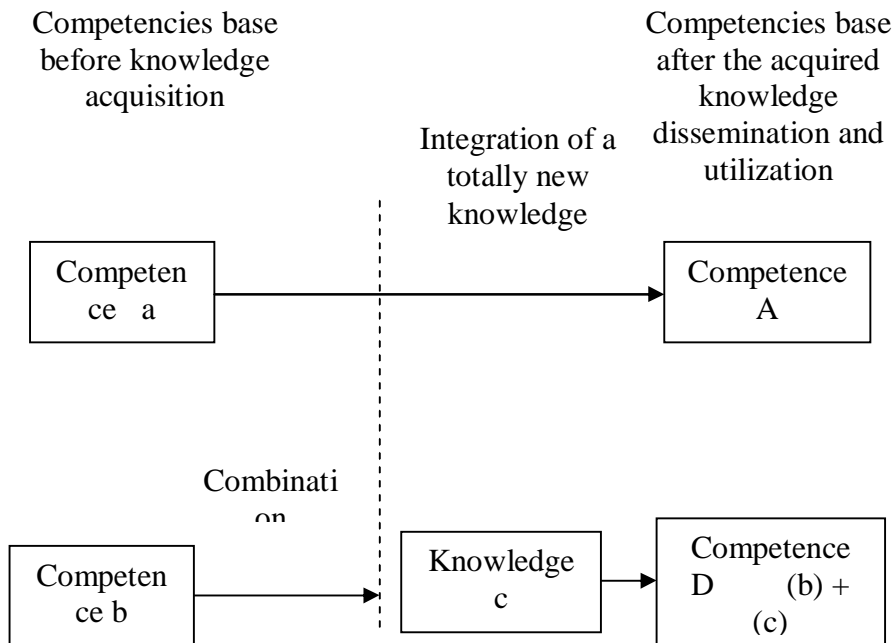 Competencies base
before knowledge
acquisition
Integration of a
totally new
knowledge
Competencies base
after the acquired
knowledge
dissemination and
utilization
Competen
ce a
Competence
A
Combinati
on
Competen
ce b
Knowledge
c
Competence
D (b) +
(c)